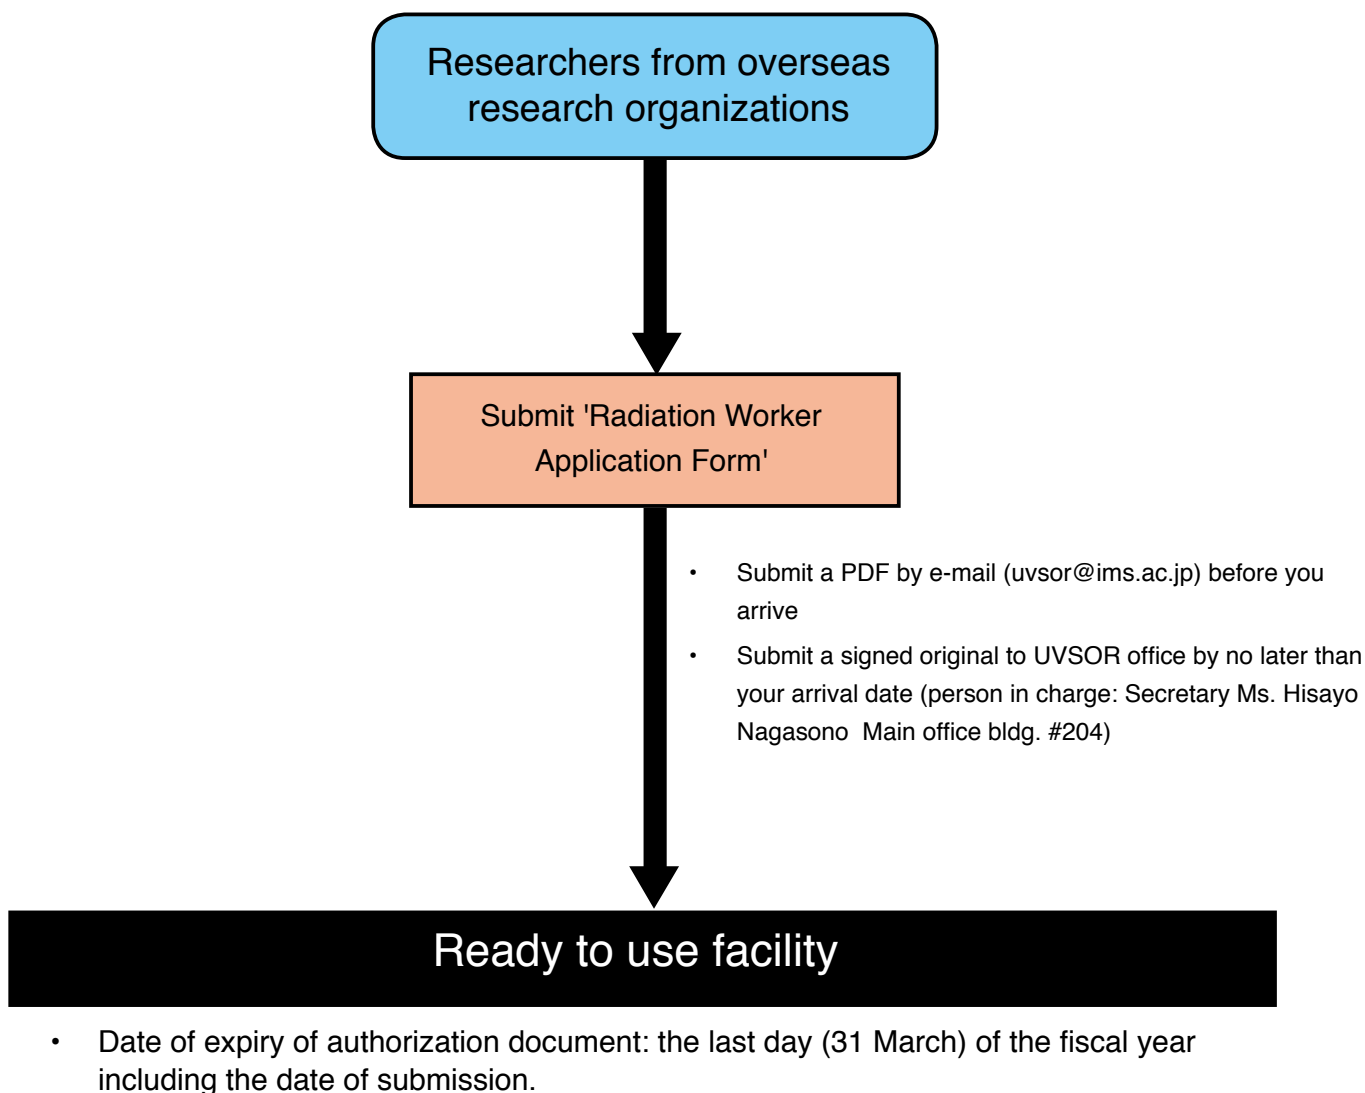 Researchers from overseas
research organizations
Submit 'Radiation Worker
Application Form'
• Submit a PDF by e-mail (uvsor@ims.ac.jp) before you
arrive
• Submit a signed original to UVSOR office by no later than
your arrival date (person in charge: Secretary Ms. Hisayo
Nagasono  Main office bldg. #204)
Ready to use facility
• Date of expiry of authorization document: the last day (31 March) of the fiscal year
including the date of submission.